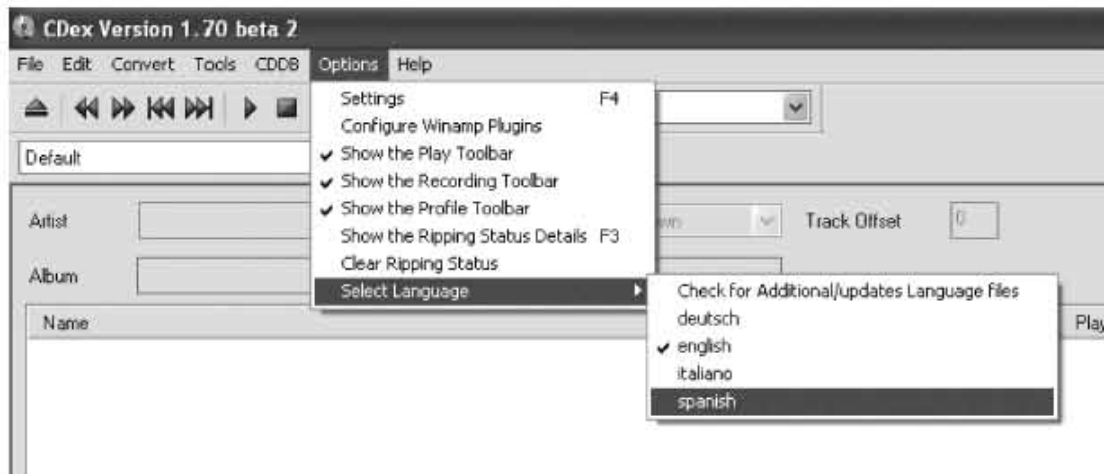 CDex Version 1.70 beta 2
File Edit Convert Tools CDDB Options Help
Settings F4
Configure Winamp Plugins
Default
Show the Play Toolbar
Show the Recording Toolbar
Show the Profile Toolbar
Artist
Track Offset 0
Show the Ripping Status Details F3
Clear Ripping Status
Album
Select Language
Check for Additional/updates Language files
Name
deutsch
english
italiano
spanish